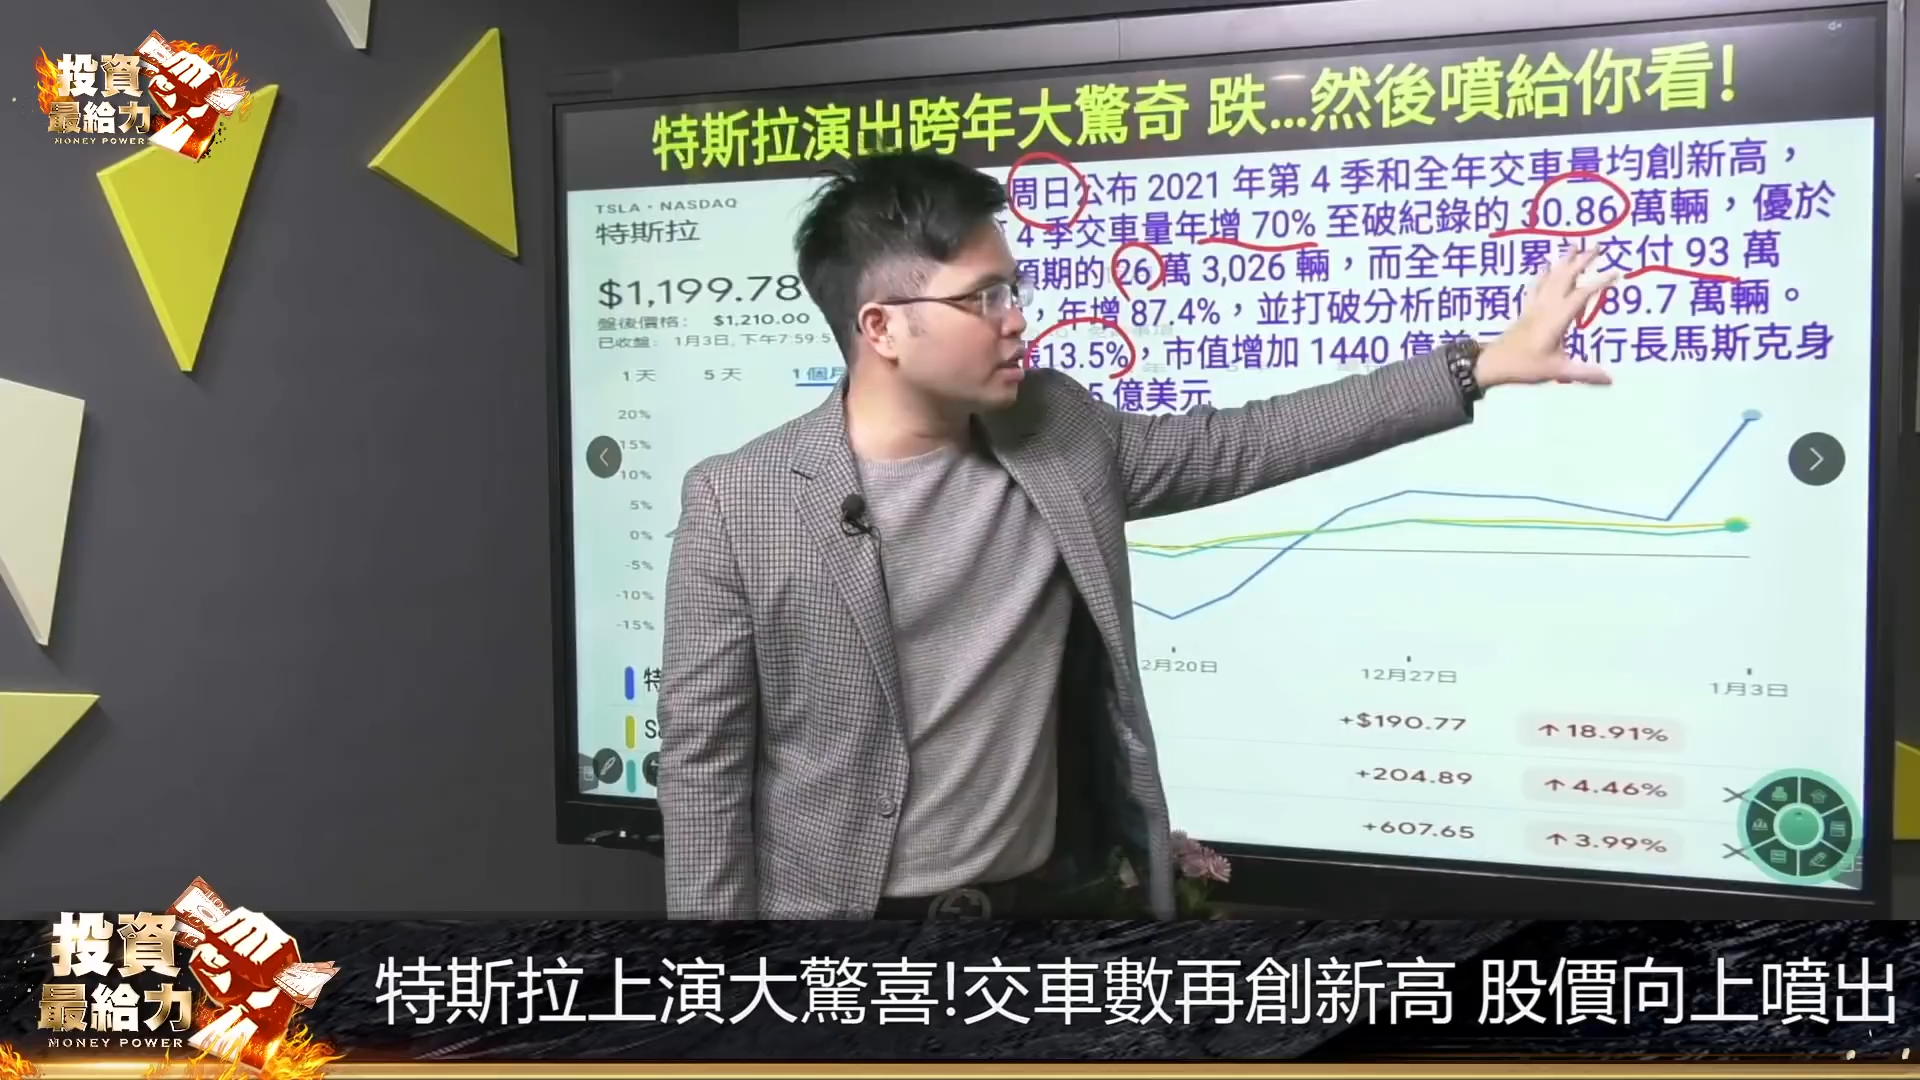 投資
最給力
MONEY POWER
特斯拉演出跨年大驚奇 跌...然後噴給你看!
周日公布 2021 年第 4 季和全年交車量均創新高，
4 季交車量年增 70% 至破紀錄的 30.86 萬輛，優於
預期的 26 萬 3,026 輛，而全年則累計交付 93 萬
，年增 87.4%，並打破分析師預 89.7 萬輛。
漲13.5%，市值增加 1440 億美元 執行長馬斯克身
億美元
TSLA · NASDAQ
特斯拉
$1,199.78
盤後價格： $1,210.00
已收盤： 1月3日, 下午7:59:5
1 天 5 天 1 個月
20%
15%
10%
5%
0%
-5%
-10%
-15%
2月20日 12月27日 1月3日
特 +$190.77 ↑18.91%
S +204.89 ↑4.46%
+607.65 ↑3.99%
投資
最給力
MONEY POWER
特斯拉上演大驚喜!交車數再創新高 股價向上噴出